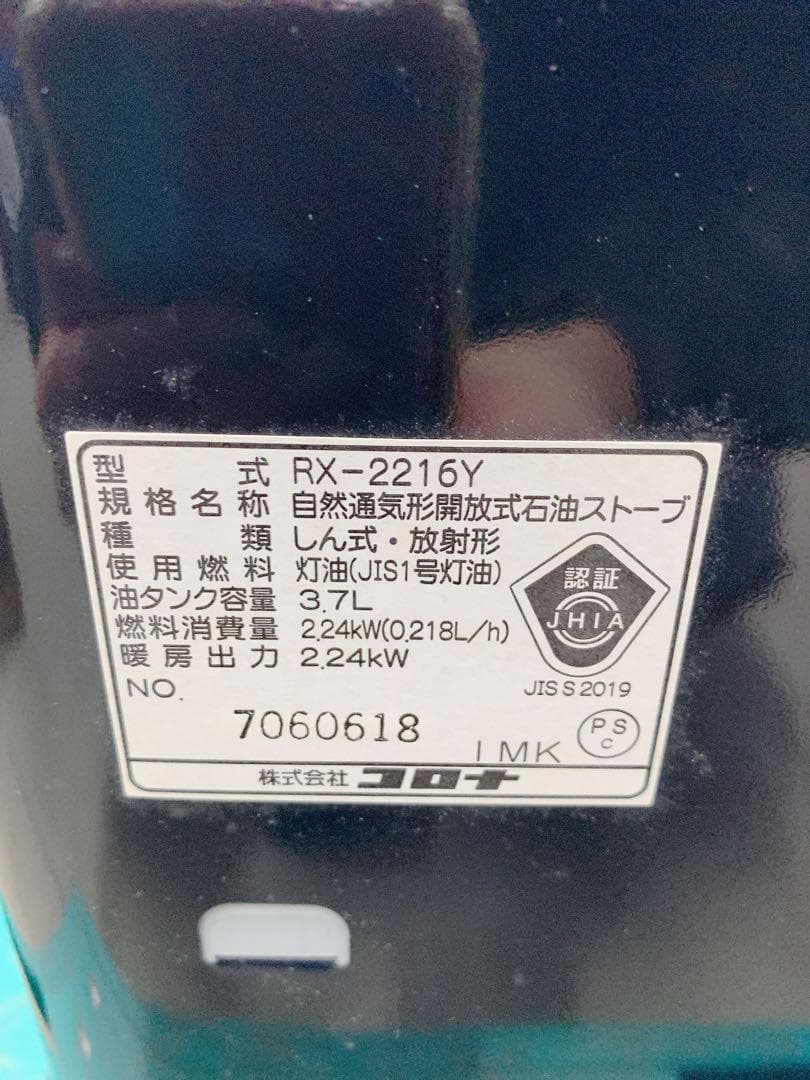 型式 RX-2216Y
規格名称 自然通気形開放式石油ストーブ
種類 しん式・放射形
使用燃料 灯油(JIS1号灯油)
油タンク容量 3.7L
燃料消費量 2.24kW(0.218L/h)
暖房出力 2.24kW
認証
JHIA
JIS S 2019
NO.
7060618
IMK
PS
C
株式会社 コロナ